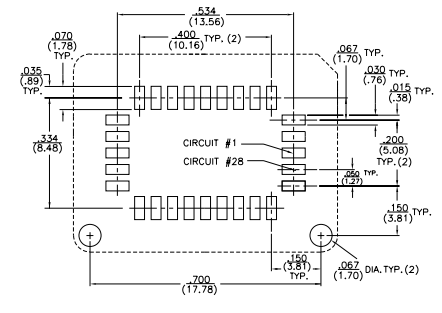 .534
(13.56)
.400 TYP. (2)
(10.16)
.070
(1.78)
TYP.
.067 TYP.
(1.70)
.035
(.89)
TYP.
.030 TYP.
(.76)
.015
(.38) TYP.
.334
(8.48)
CIRCUIT #1
CIRCUIT #28
.200
(5.08)
TYP.(2)
.050 TYP.
(1.27)
.150
(3.81) TYP.
.150
(3.81)
TYP.
.067 DIA. TYP.(2)
(1.70)
.700
(17.78)